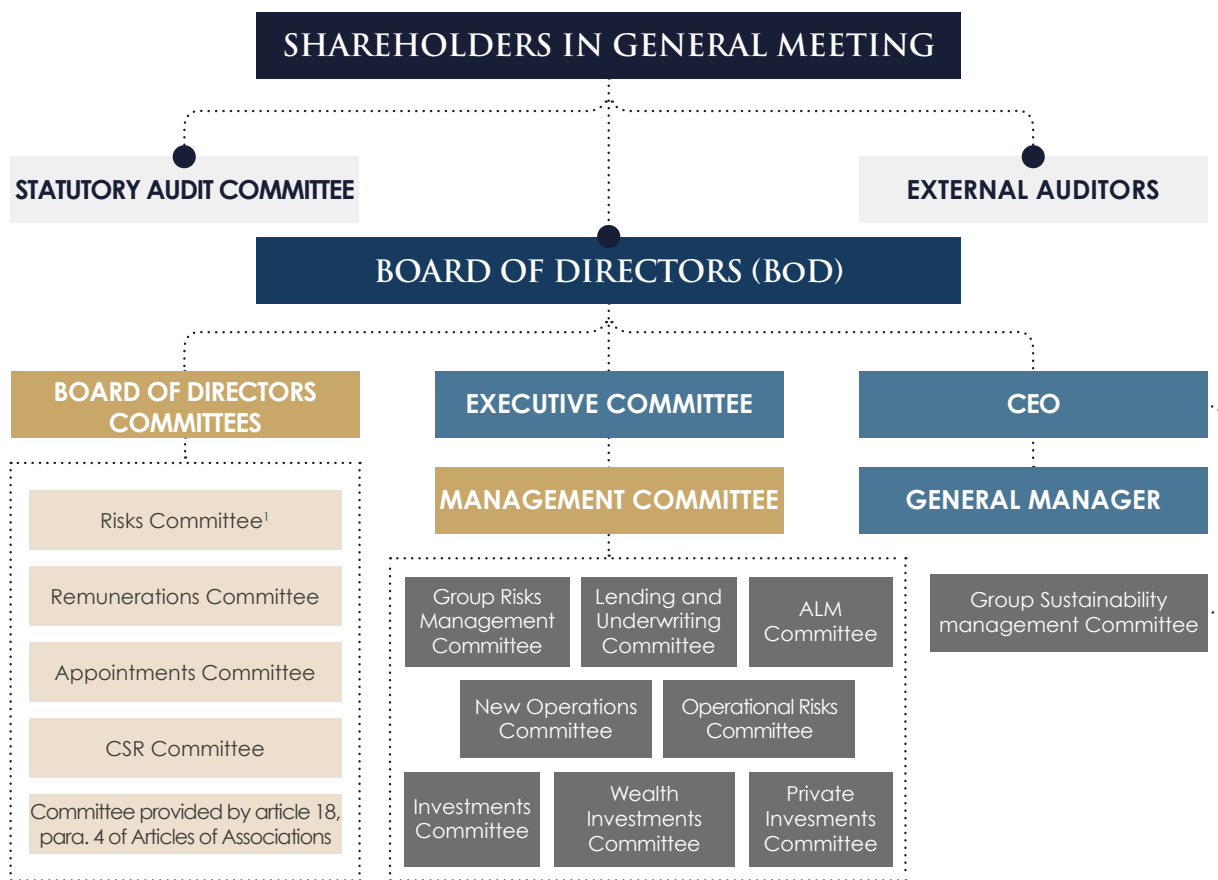 SHAREHOLDERS IN GENERAL MEETING
STATUTORY AUDIT COMMITTEE
EXTERNAL AUDITORS
BOARD OF DIRECTORS (BoD)
BOARD OF DIRECTORS
COMMITTEES
EXECUTIVE COMMITTEE
CEO
MANAGEMENT COMMITTEE
GENERAL MANAGER
Risks Committee¹
Remunerations Committee
Appointments Committee
CSR Committee
Committee provided by article 18,
para. 4 of Articles of Associations
Group Risks
Management
Committee
Lending and
Underwriting
Committee
ALM
Committee
New Operations
Committee
Operational Risks
Committee
Investments
Committee
Wealth
Investments
Committee
Private
Invesments
Committee
Group Sustainability
management Committee